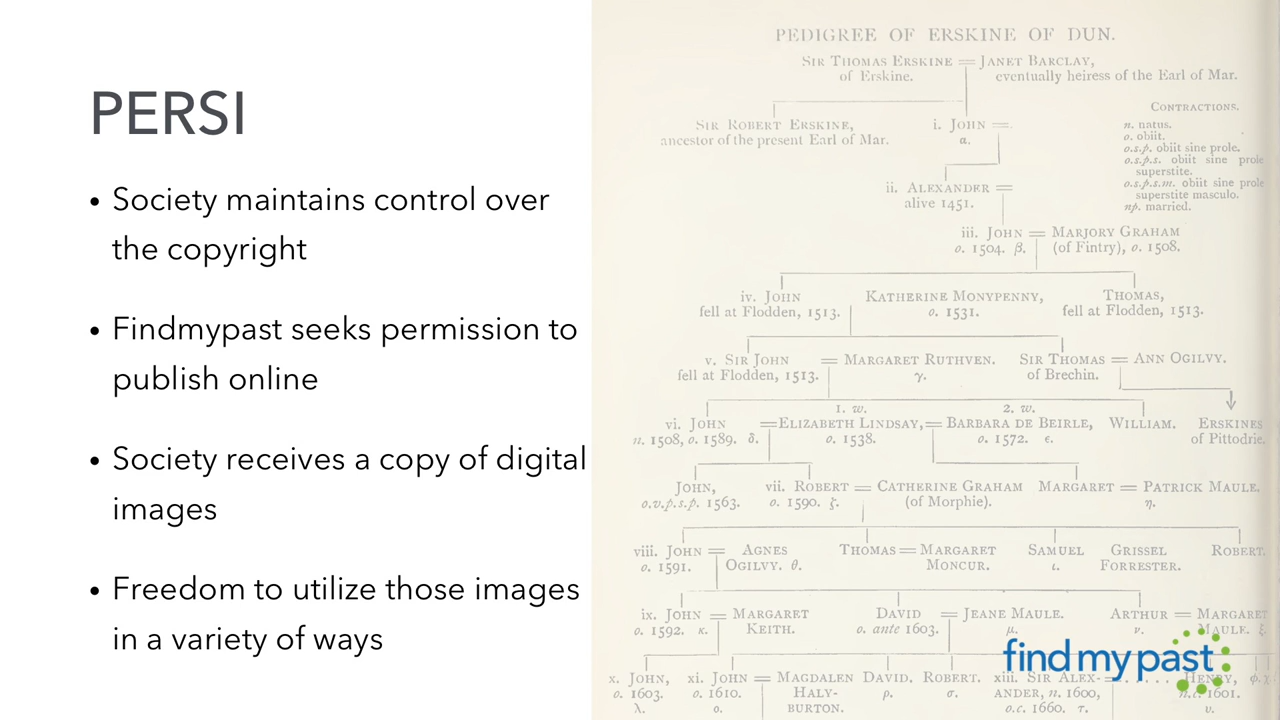 PERSI
• Society maintains control over
the copyright
• Findmypast seeks permission to
publish online
• Society receives a copy of digital
images
• Freedom to utilize those images
in a variety of ways
PEDIGREE OF ERSKINE OF DUN.
SIR THOMAS ERSKINE = JANET BARCLAY,
of Erskine. eventually heiress of the Earl of Mar.
CONTRACTIONS.
n. natus.
o. obiit.
o.s.p. obiit sine prole.
o.s.p.s. obiit sine prole
superstite.
o.s.p.s.m. obiit sine prole
superstite masculo.
np. married.
SIR ROBERT ERSKINE, i. JOHN =
ancestor of the present Earl of Mar. α.
ii. ALEXANDER =
alive 1451.
iii. JOHN = MARJORY GRAHAM
o. 1504. β. (of Fintry), o. 1508.
iv. JOHN KATHERINE MONYPENNY, THOMAS,
fell at Flodden, 1513. o. 1531. fell at Flodden, 1513.
v. SIR JOHN = MARGARET RUTHVEN. SIR THOMAS = ANN OGILVY.
fell at Flodden, 1513. γ. of Brechin.
1. w. 2. w.
vi. JOHN = ELIZABETH LINDSAY, = BARBARA DE BEIRLE, WILLIAM. ERSKINES
n. 1508, o. 1589. δ. o. 1538. o. 1572. ε. of Pittodrie.
JOHN, vii. ROBERT = CATHERINE GRAHAM MARGARET = PATRICK MAULE.
o.v.p.s.p. 1563. o. 1590. ζ. (of Morphie). η.
viii. JOHN = AGNES THOMAS = MARGARET SAMUEL GRISSEL ROBERT.
o. 1591. OGILVY. θ. MONCUR. ι. FORRESTER.
ix. JOHN = MARGARET DAVID = JEANE MAULE. ARTHUR = MARGARET
o. 1592. κ. KEITH. o. ante 1603. μ. ν. MAULE. ξ.
x. JOHN, xi. JOHN = MAGDALEN DAVID. ROBERT. xiii. SIR ALEX- = . . . . . HENRY, φ. χ.
o. 1603. o. 1610. HALY- ρ. σ. ANDER, n. 1600, 1601.
λ. ο. BURTON. o.c. 1660. τ. υ.
findmypast